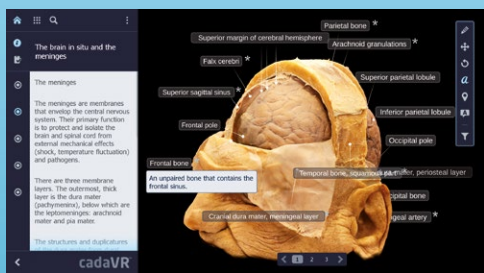 The brain in situ and the
meninges
The meninges
The meninges are membranes
that envelop the central nervous
system. Their primary function
is to protect and isolate the
brain and spinal cord from
external mechanical effects
(shock, temperature fluctuation)
and pathogens.
There are three membrane
layers. The outermost, thick
layer is the dura mater
(pachymeninx), below which are
the leptomeninges: arachnoid
mater and pia mater.
The structures and duplicatures
cadaVR
Parietal bone *
Superior margin of cerebral hemisphere
Arachnoid granulations *
Falx cerebri *
Superior parietal lobule
Superior sagittal sinus *
Inferior parietal lobule
Frontal pole
Occipital pole
Frontal bone
An unpaired bone that contains the
frontal sinus.
Temporal bone, squamous
mater, periosteal layer
bone
Cranial dura mater, meningeal layer
geal artery *
1 2 3